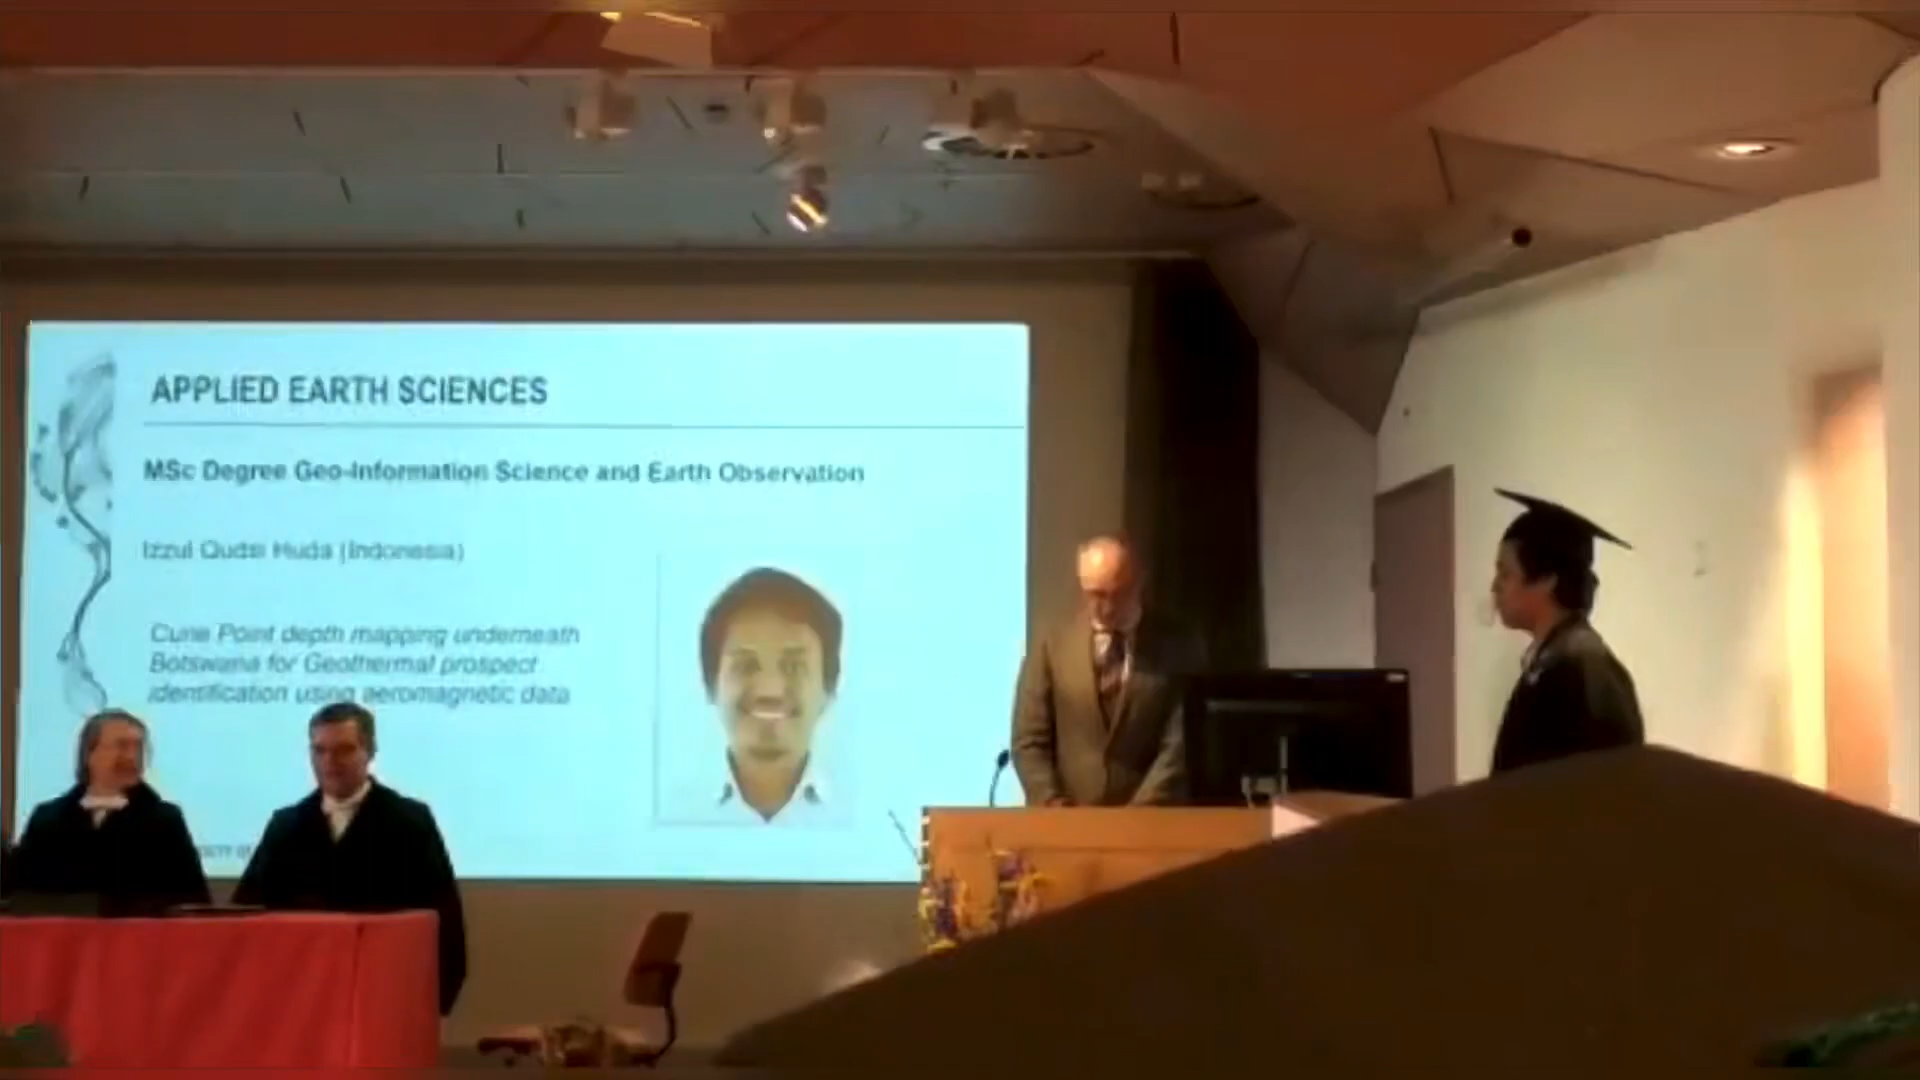 APPLIED EARTH SCIENCES
MSc Degree Geo-Information Science and Earth Observation
Izzul Qudsi Huda (Indonesia)
Curie Point depth mapping underneath
Botswana for Geothermal prospect
identification using aeromagnetic data